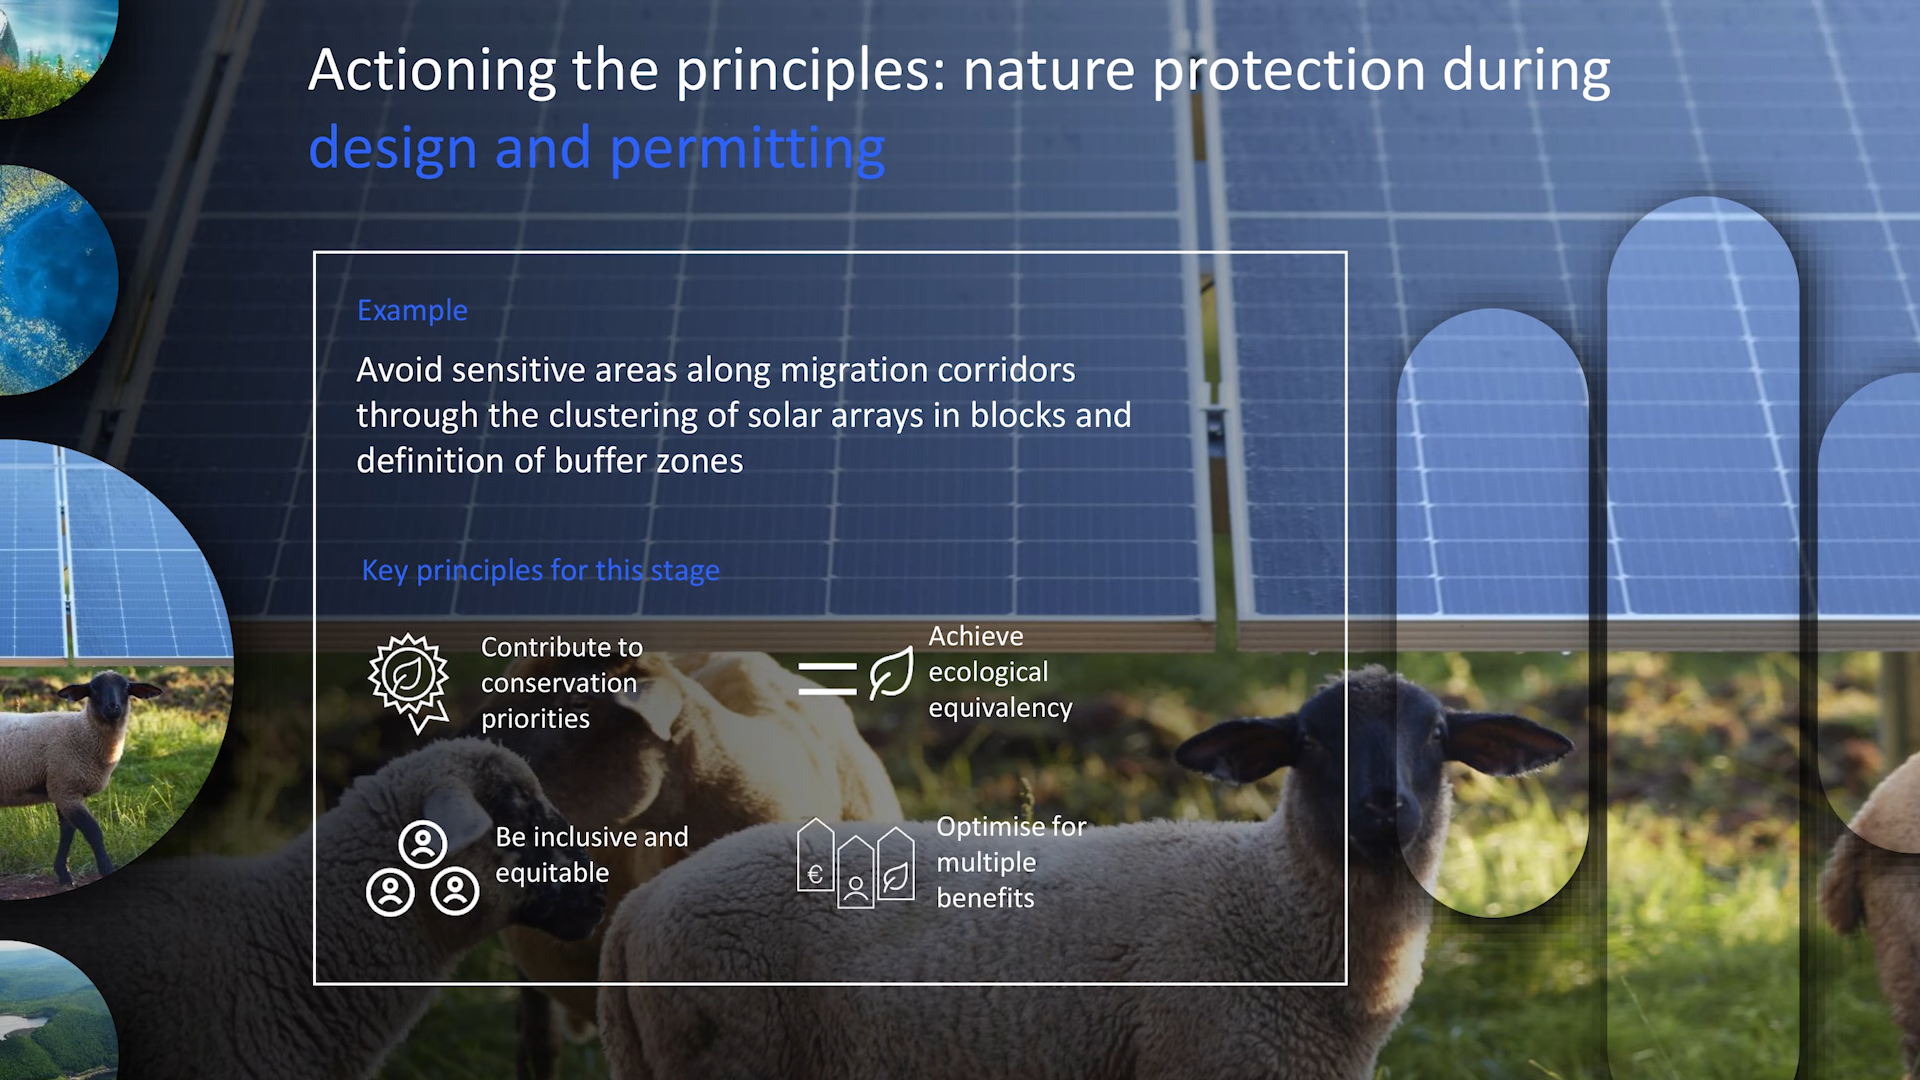 Actioning the principles: nature protection during
design and permitting
Example
Avoid sensitive areas along migration corridors
through the clustering of solar arrays in blocks and
definition of buffer zones
Key principles for this stage
Contribute to
conservation
priorities
Achieve
ecological
equivalency
Be inclusive and
equitable
€
Optimise for
multiple
benefits